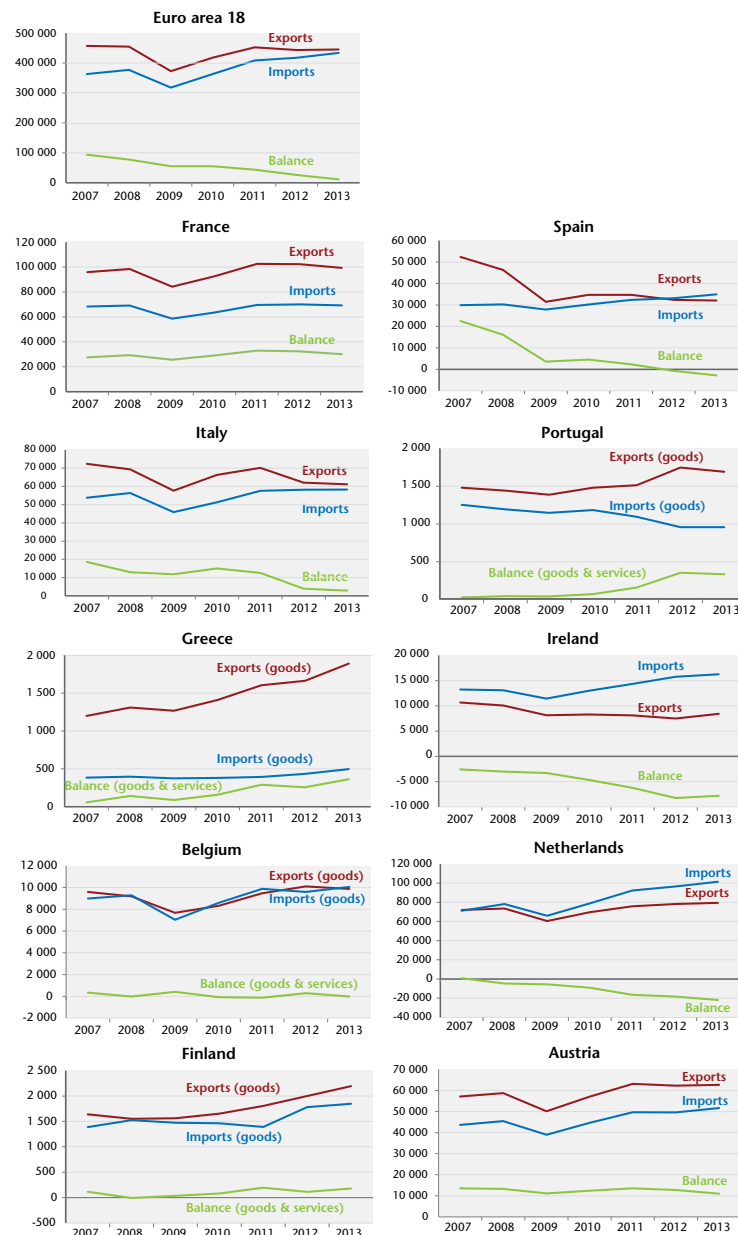 Euro area 18
500 000
400 000
300 000
200 000
100 000
0
Exports
Imports
Balance
2007 2008 2009 2010 2011 2012 2013
France
120 000
100 000
80 000
60 000
40 000
20 000
0
Exports
Imports
Balance
2007 2008 2009 2010 2011 2012 2013
Spain
60 000
50 000
40 000
30 000
20 000
10 000
0
-10 000
Exports
Imports
Balance
2007 2008 2009 2010 2011 2012 2013
Italy
80 000
70 000
60 000
50 000
40 000
30 000
20 000
10 000
0
Exports
Imports
Balance
2007 2008 2009 2010 2011 2012 2013
Portugal
2 000
1 500
1 000
500
0
Exports (goods)
Imports (goods)
Balance (goods & services)
2007 2008 2009 2010 2011 2012 2013
Greece
2 000
1 500
1 000
500
0
Exports (goods)
Imports (goods)
Balance (goods & services)
2007 2008 2009 2010 2011 2012 2013
Ireland
20 000
15 000
10 000
5 000
0
-5 000
-10 000
Imports
Exports
Balance
2007 2008 2009 2010 2011 2012 2013
Belgium
12 000
10 000
8 000
6 000
4 000
2 000
0
-2 000
Exports (goods)
Imports (goods)
Balance (goods & services)
2007 2008 2009 2010 2011 2012 2013
Netherlands
120 000
100 000
80 000
60 000
40 000
20 000
0
-20 000
-40 000
Imports
Exports
Balance
2007 2008 2009 2010 2011 2012 2013
Finland
2 500
2 000
1 500
1 000
500
0
-500
Exports (goods)
Imports (goods)
Balance (goods & services)
2007 2008 2009 2010 2011 2012 2013
Austria
70 000
60 000
50 000
40 000
30 000
20 000
10 000
0
Exports
Imports
Balance
2007 2008 2009 2010 2011 2012 2013